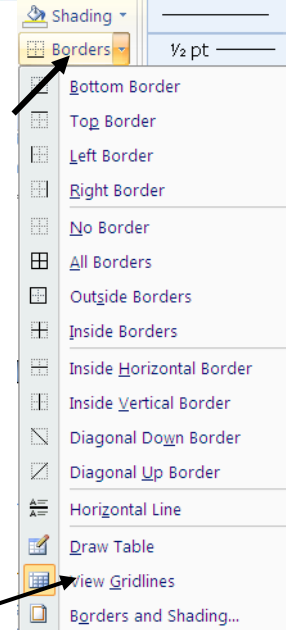 Shading
Borders
½ pt
Bottom Border
Top Border
Left Border
Right Border
No Border
All Borders
Outside Borders
Inside Borders
Inside Horizontal Border
Inside Vertical Border
Diagonal Down Border
Diagonal Up Border
Horizontal Line
Draw Table
View Gridlines
Borders and Shading...